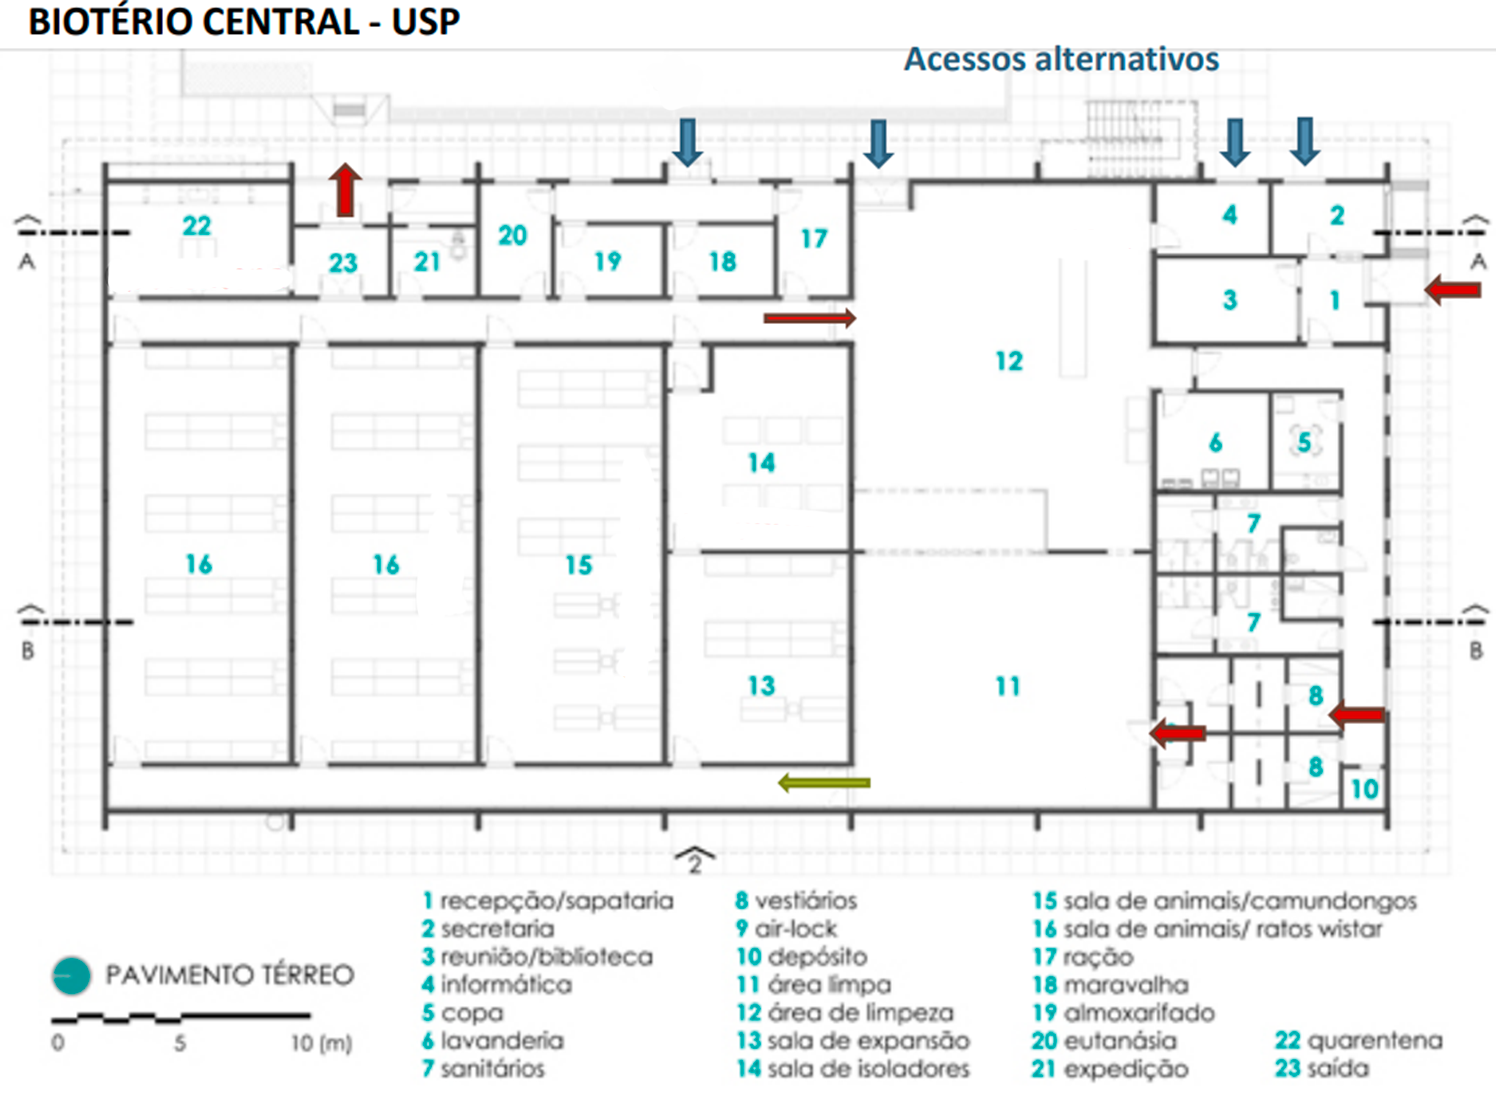 BIOTÉRIO CENTRAL - USP
Acessos alternativos
22
23
21
20
19
18
17
4
2
3
1
A
A
12
14
6
5
7
7
16
16
15
13
11
8
8
10
B
B
2
PAVIMENTO TÉRREO
0 5 10 (m)
1 recepção/sapataria
2 secretaria
3 reunião/biblioteca
4 informática
5 copa
6 lavanderia
7 sanitários
8 vestiários
9 air-lock
10 depósito
11 área limpa
12 área de limpeza
13 sala de expansão
14 sala de isoladores
15 sala de animais/camundongos
16 sala de animais/ ratos wistar
17 ração
18 maravalha
19 almoxarifado
20 eutanásia
21 expedição
22 quarentena
23 saída